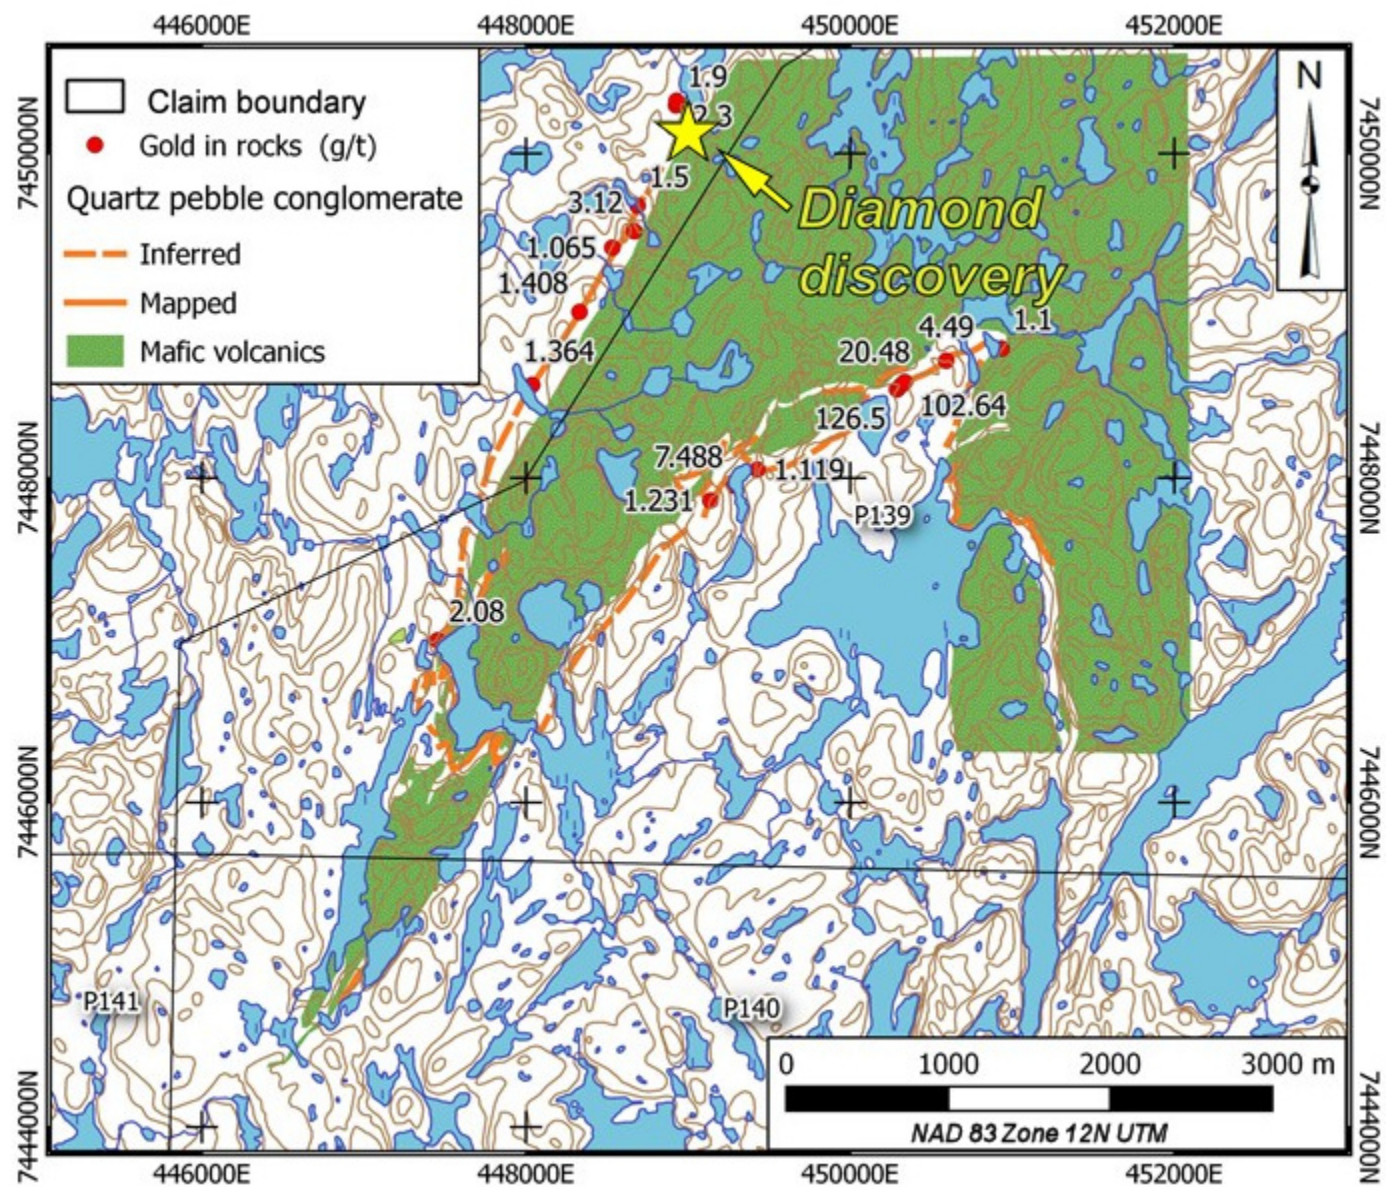 446000E
448000E
450000E
452000E
7450000N
7448000N
7446000N
7444000N
Claim boundary
Gold in rocks (g/t)
Quartz pebble conglomerate
Inferred
Mapped
Mafic volcanics
N
1.9
2.3
1.5
3.12
1.065
1.408
1.364
Diamond
discovery
4.49
1.1
20.48
126.5
102.64
7.488
1.119
1.231
P139
2.08
P141
P140
0
1000
2000
3000 m
NAD 83 Zone 12N UTM
7450000N
7448000N
7446000N
7444000N
446000E
448000E
450000E
452000E